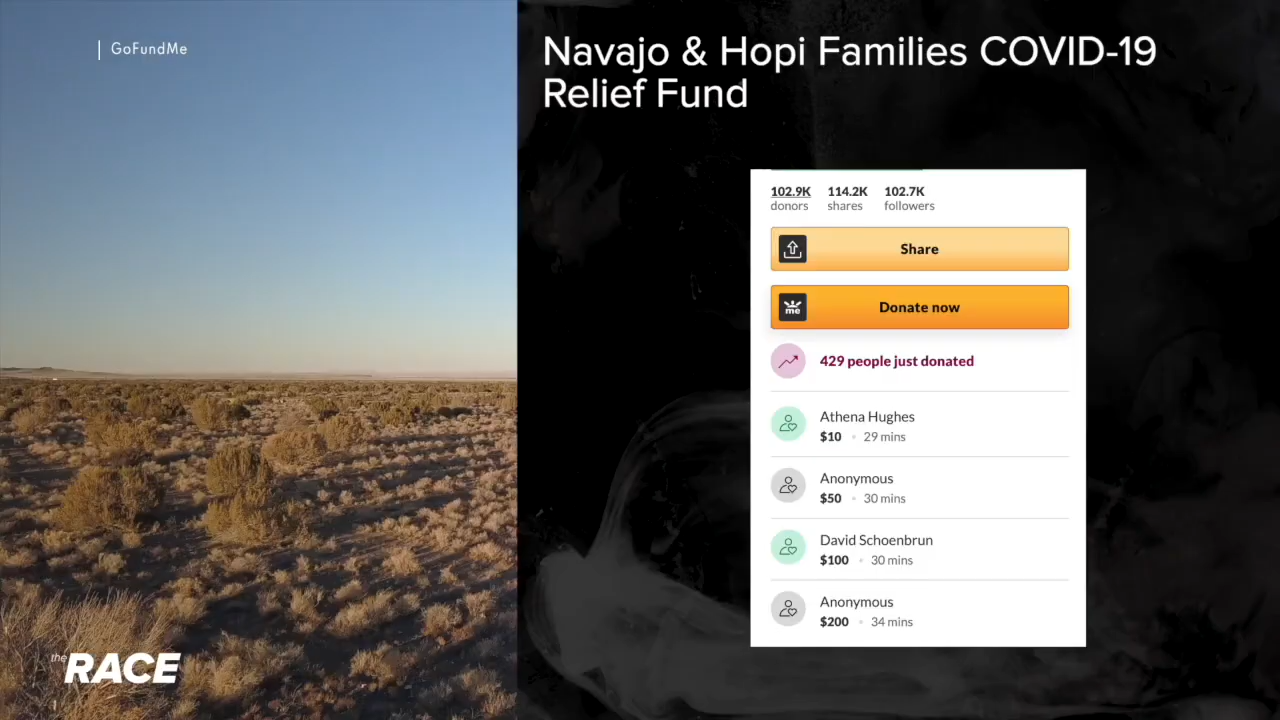 | GoFundMe
Navajo & Hopi Families COVID-19
Relief Fund
102.9K 114.2K 102.7K
donors shares followers
Share
me Donate now
429 people just donated
Athena Hughes
$10 • 29 mins
Anonymous
$50 • 30 mins
David Schoenbrun
$100 • 30 mins
Anonymous
$200 • 34 mins
the RACE